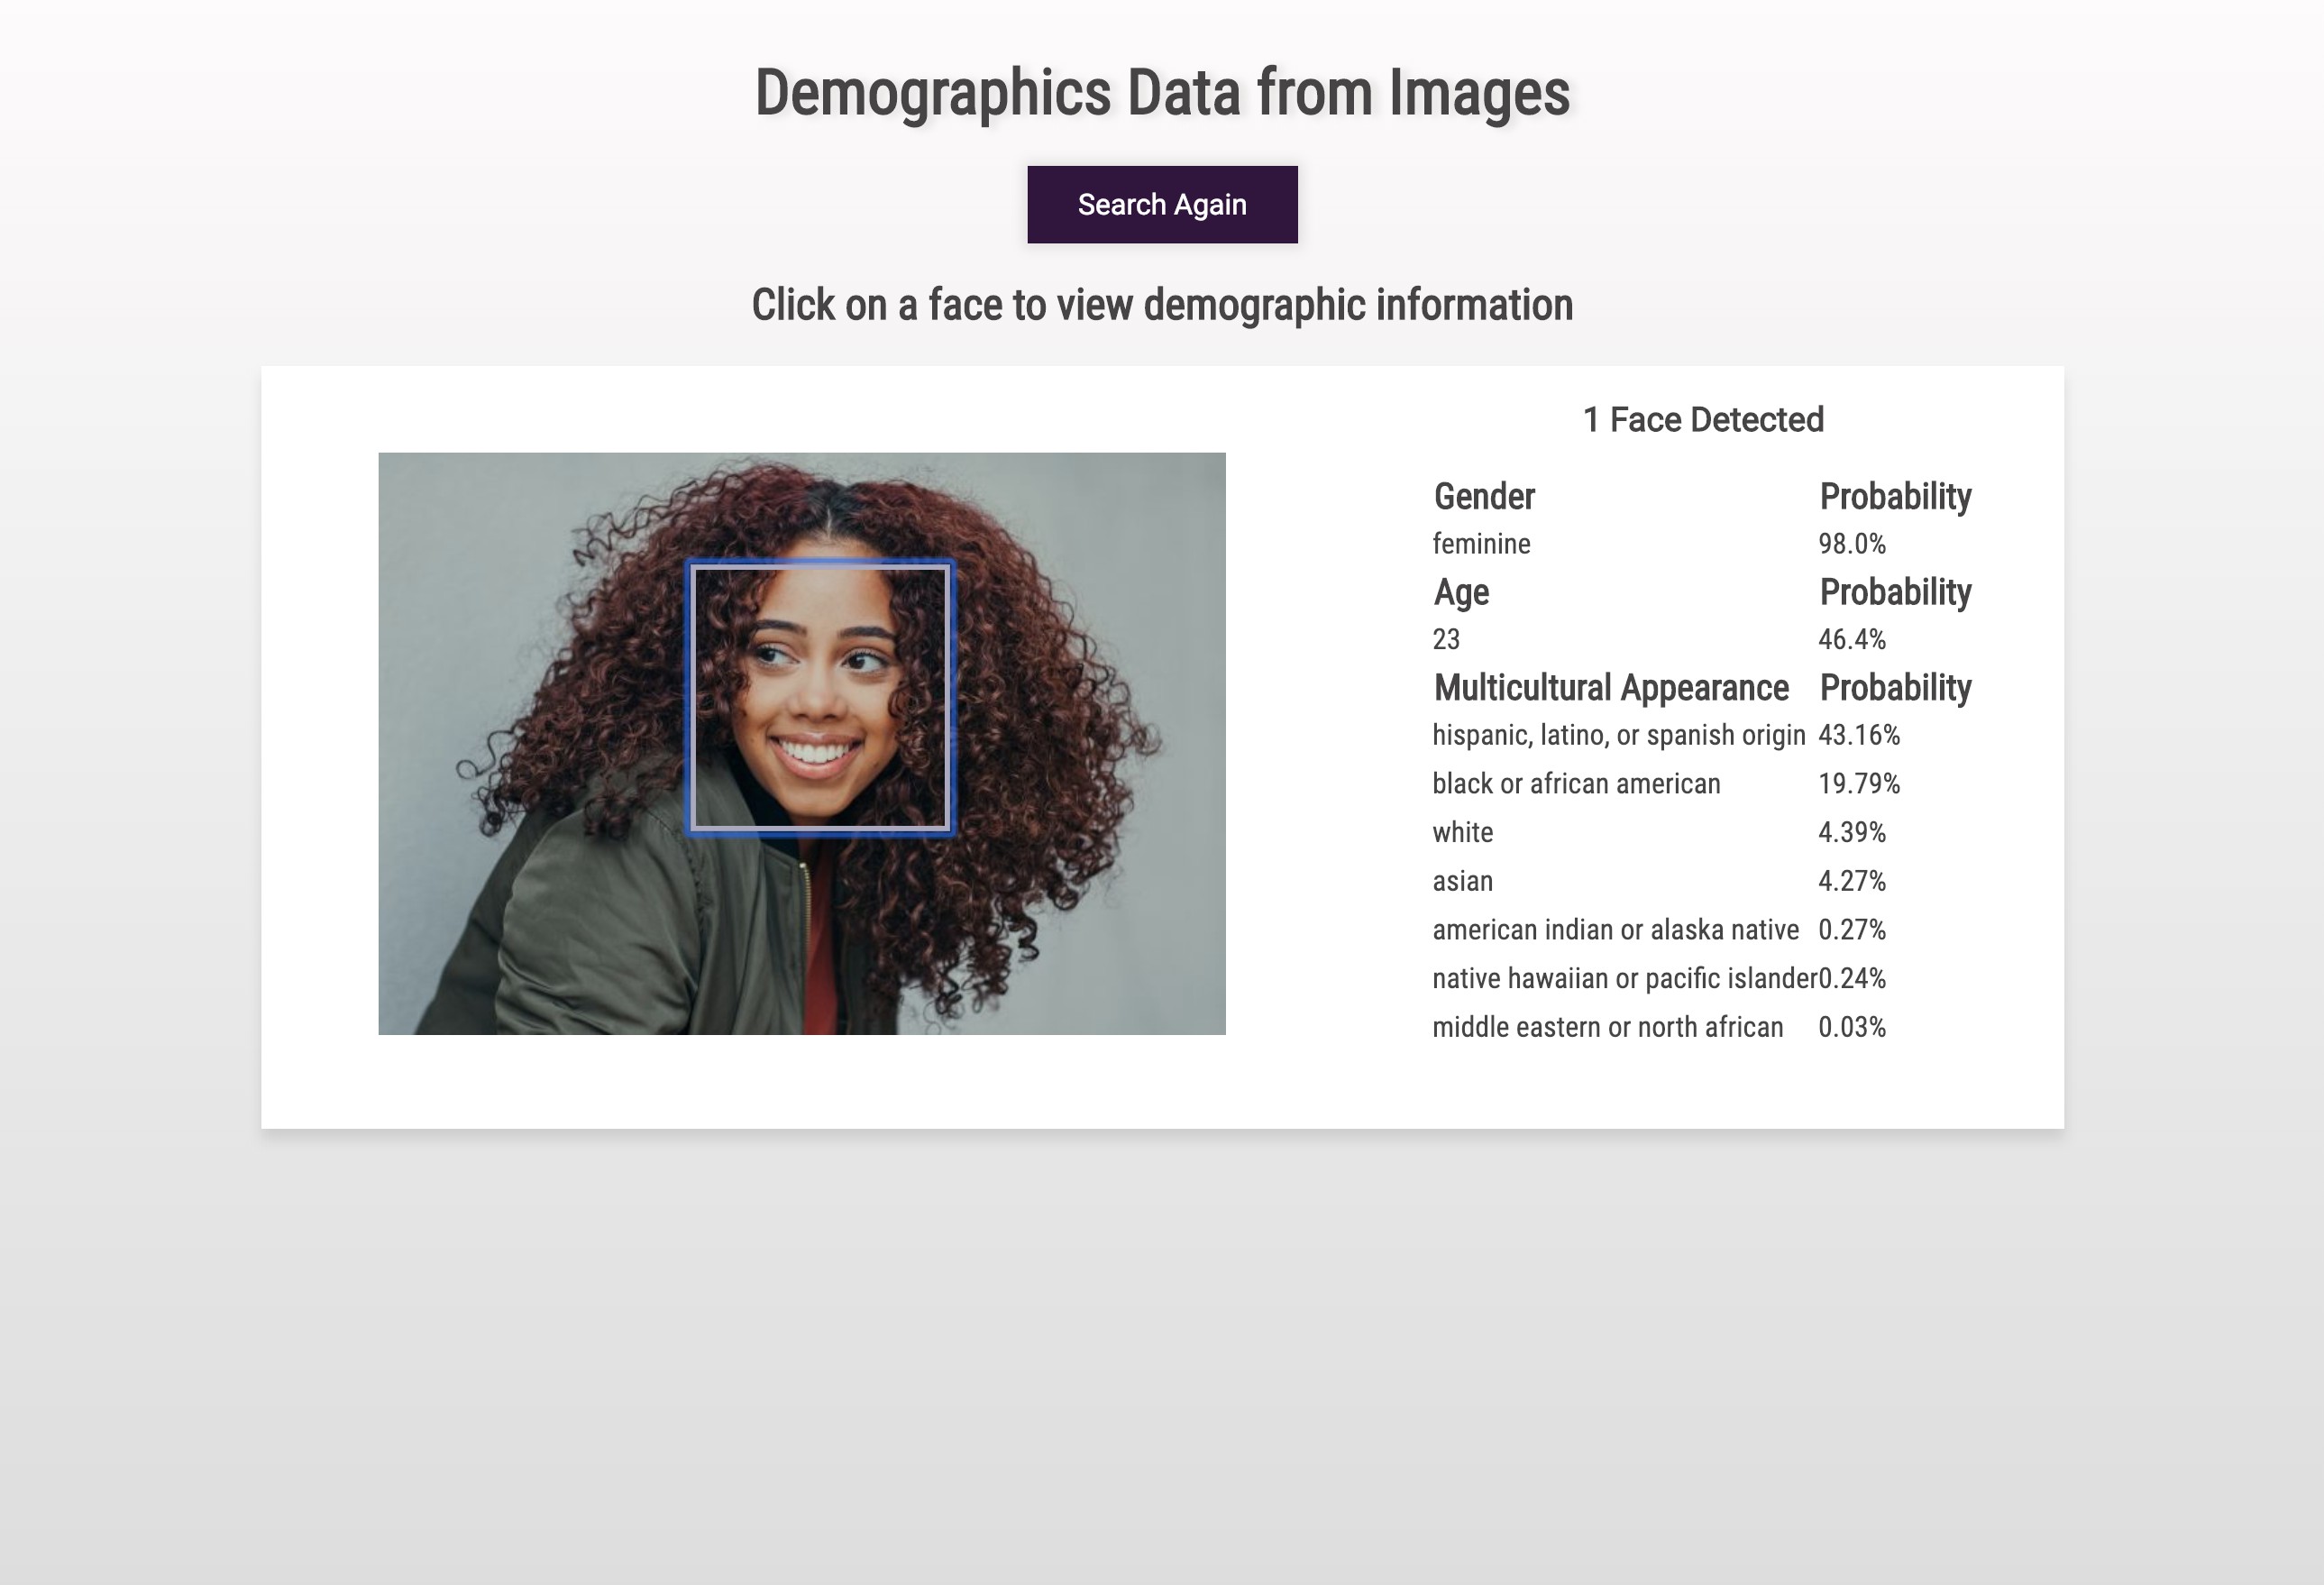 Demographics Data from Images
Search Again
Click on a face to view demographic information
1 Face Detected
Gender Probability
feminine 98.0%
Age Probability
23 46.4%
Multicultural Appearance Probability
hispanic, latino, or spanish origin 43.16%
black or african american 19.79%
white 4.39%
asian 4.27%
american indian or alaska native 0.27%
native hawaiian or pacific islander 0.24%
middle eastern or north african 0.03%